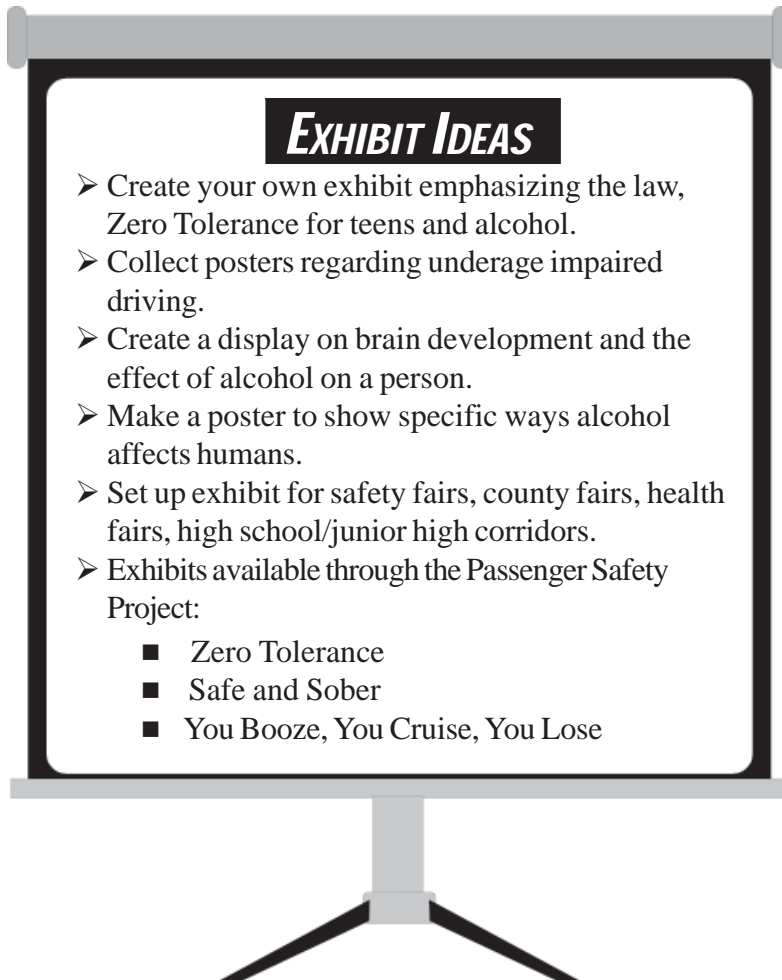 EXHIBIT IDEAS
➢ Create your own exhibit emphasizing the law,
Zero Tolerance for teens and alcohol.
➢ Collect posters regarding underage impaired
driving.
➢ Create a display on brain development and the
effect of alcohol on a person.
➢ Make a poster to show specific ways alcohol
affects humans.
➢ Set up exhibit for safety fairs, county fairs, health
fairs, high school/junior high corridors.
➢ Exhibits available through the Passenger Safety
Project:
■ Zero Tolerance
■ Safe and Sober
■ You Booze, You Cruise, You Lose